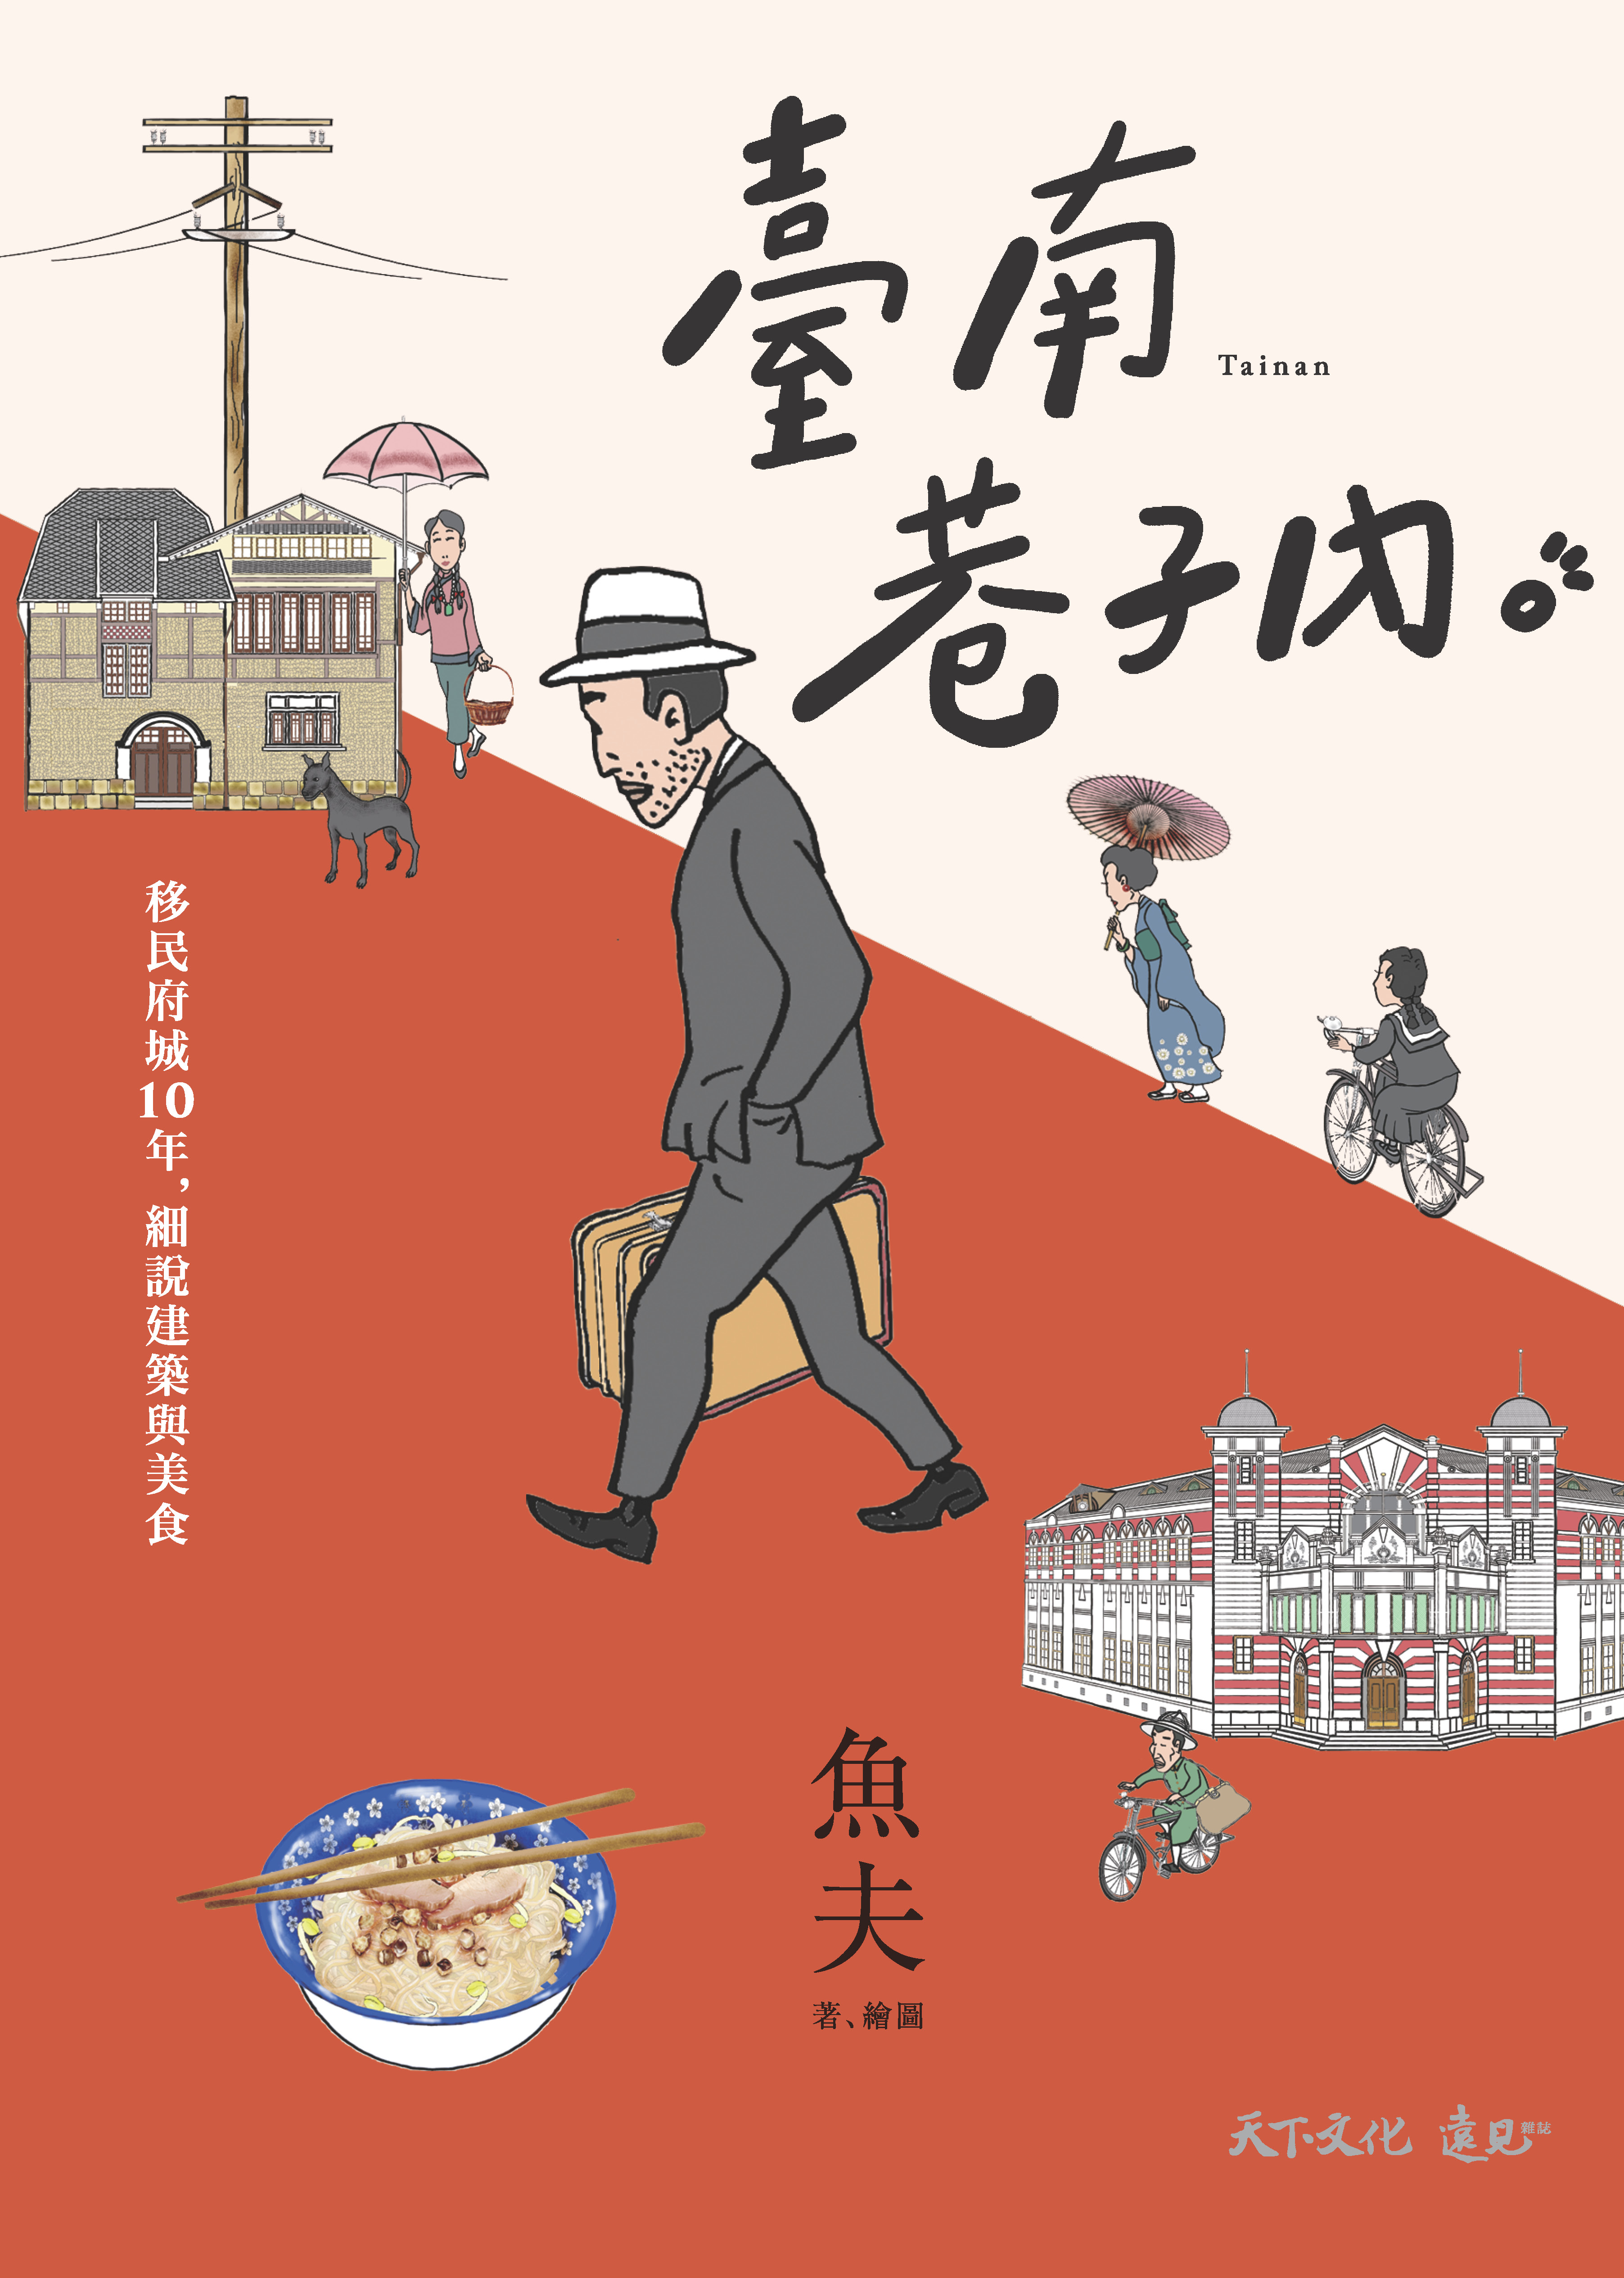 臺南
Tainan
巷子內
移民府城10年，細說建築與美食
魚夫
著、繪圖
天下文化 遠見雜誌